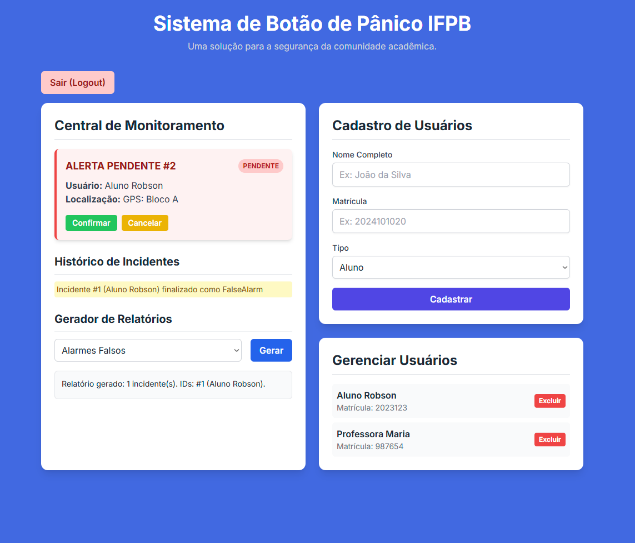 Sistema de Botão de Pânico IFPB
Uma solução para a segurança da comunidade acadêmica.
Sair (Logout)
Central de Monitoramento
ALERTA PENDENTE #2
PENDENTE
Usuário: Aluno Robson
Localização: GPS: Bloco A
Confirmar
Cancelar
Histórico de Incidentes
Incidente #1 (Aluno Robson) finalizado como FalseAlarm
Gerador de Relatórios
Alarmes Falsos
Gerar
Relatório gerado: 1 incidente(s). IDs: #1 (Aluno Robson).
Cadastro de Usuários
Nome Completo
Ex: João da Silva
Matrícula
Ex: 2024101020
Tipo
Aluno
Cadastrar
Gerenciar Usuários
Aluno Robson
Matrícula: 2023123
Excluir
Professora Maria
Matrícula: 987654
Excluir